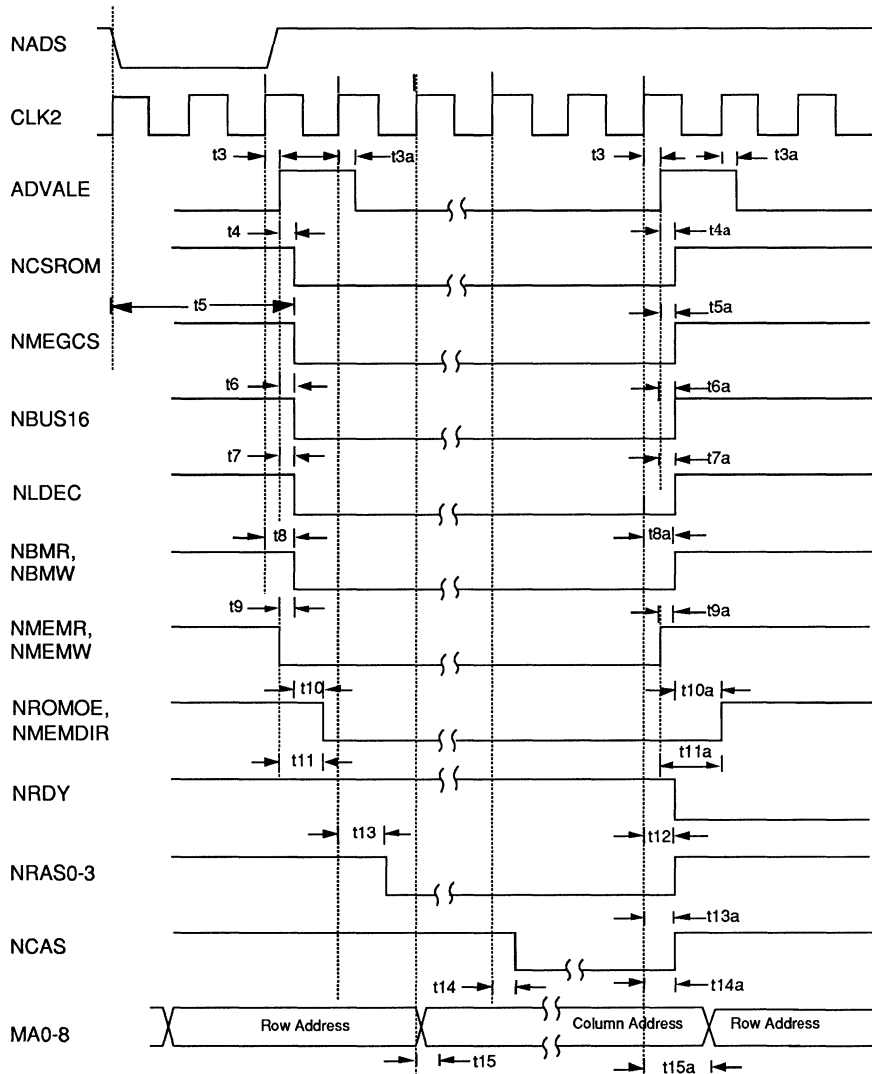 NADS
CLK2
t3
t3a
t3
t3a
ADVALE
t4
t4a
NCSROM
t5
t5a
NMEGCS
t6
t6a
NBUS16
t7
t7a
NLDEC
t8
t8a
NBMR,
NBMW
t9
t9a
NMEMR,
NMEMW
t10
t10a
NROMOE,
NMEMDIR
t11
t11a
NRDY
t13
t12
NRAS0-3
t13a
NCAS
t14
t14a
MA0-8
Row Address
Column Address
Row Address
t15
t15a